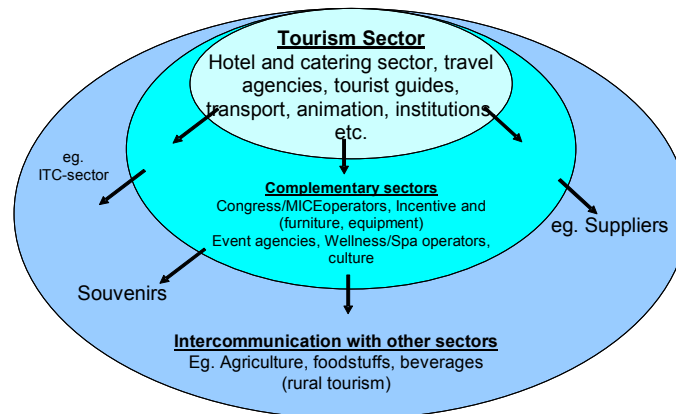 Tourism Sector
Hotel and catering sector, travel
agencies, tourist guides,
transport, animation, institutions
etc.
eg.
ITC-sector
Complementary sectors
Congress/MICEoperators, Incentive and
(furniture, equipment)
Event agencies, Wellness/Spa operators,
culture
eg. Suppliers
Souvenirs
Intercommunication with other sectors
Eg. Agriculture, foodstuffs, beverages
(rural tourism)